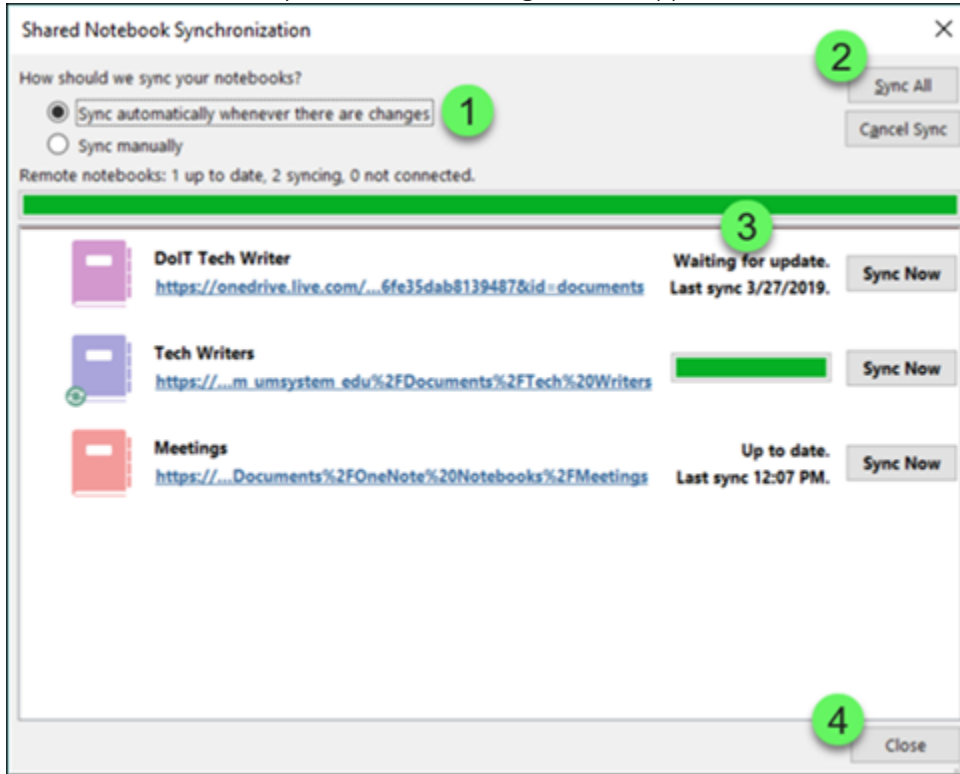 Shared Notebook Synchronization
How should we sync your notebooks?
2
Sync All
Sync automatically whenever there are changes
1
Cancel Sync
Sync manually
Remote notebooks: 1 up to date, 2 syncing, 0 not connected.
3
DoIT Tech Writer
Waiting for update.
https://onedrive.live.com/...6fe35dab8139487&id=documents
Last sync 3/27/2019.
Sync Now
Tech Writers
https://...m_umsystem_edu%2FDocuments%2FTech%20Writers
Sync Now
Meetings
Up to date.
https://...Documents%2FOneNote%20Notebooks%2FMeetings
Last sync 12:07 PM.
Sync Now
4
Close